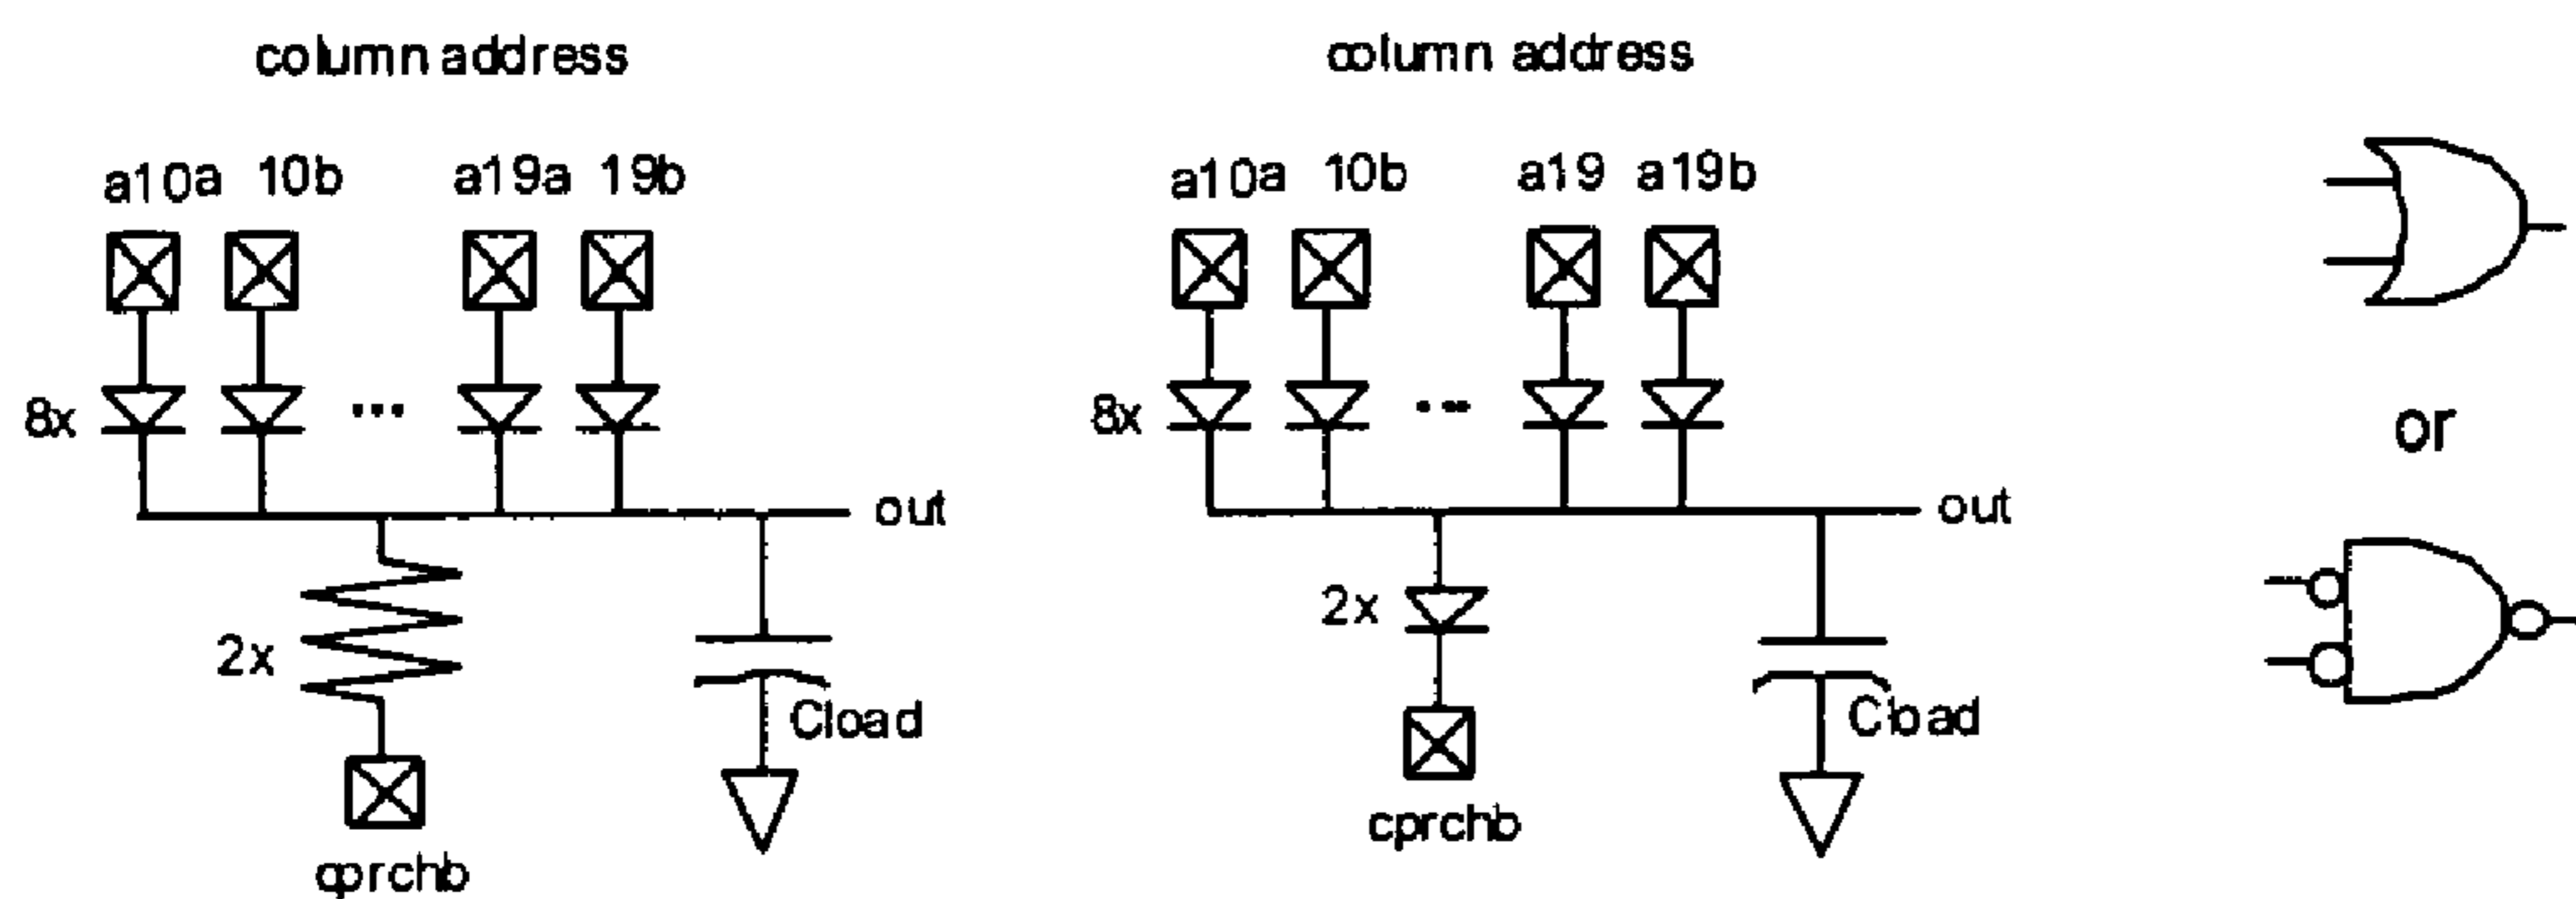 column address
column address
a10a 10b a19a 19b
a10a 10b a19 a19b
8x
...
8x
...
or
out
out
2x
2x
Cload
Cload
cprchb
cprchb